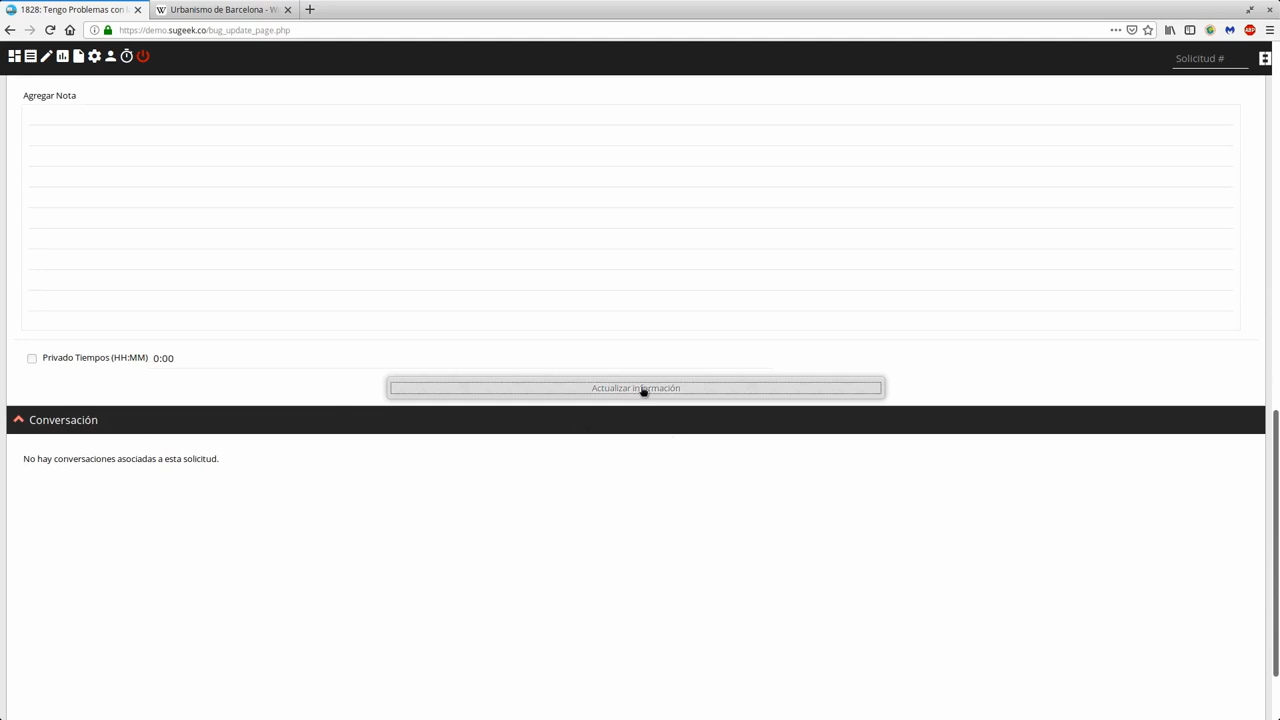 1828: Tengo Problemas con
Urbanismo de Barcelona - W
https://demo.sugeek.co/bug_update_page.php
ABP
Solicitud #
Agregar Nota
Privado Tiempos (HH:MM) 0:00
Actualizar información
Conversación
No hay conversaciones asociadas a esta solicitud.